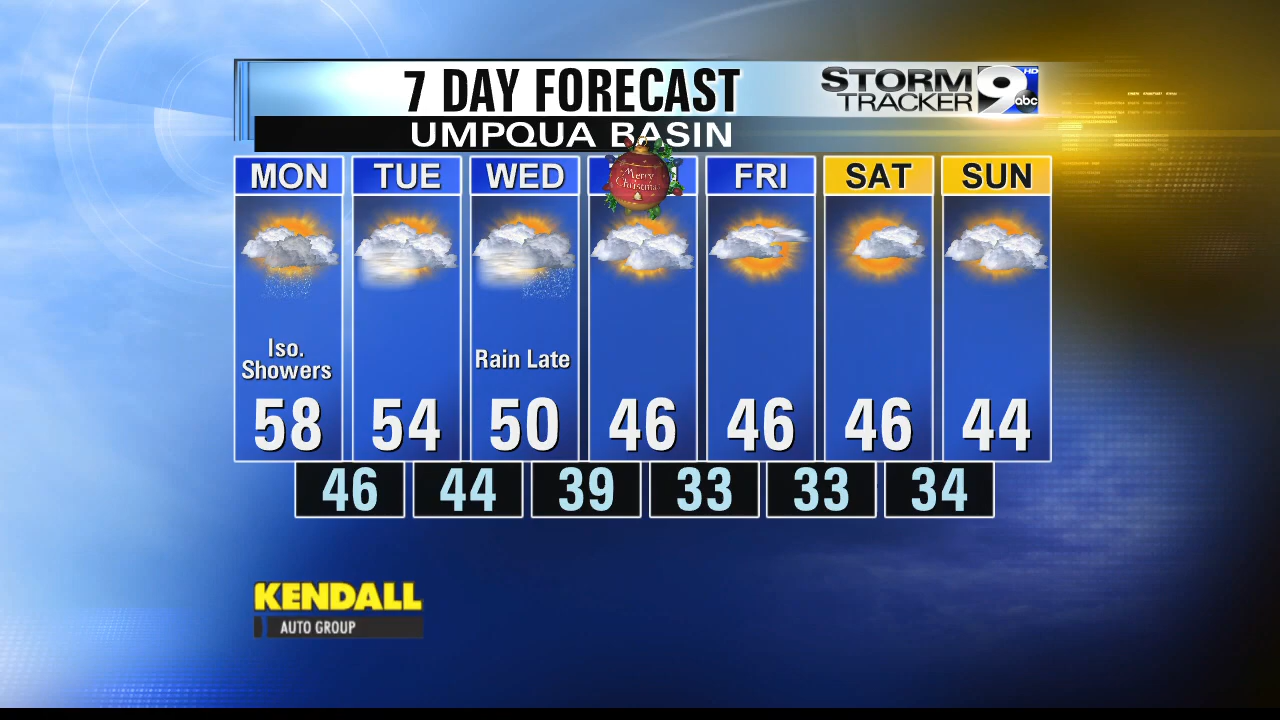 7 DAY FORECAST
STORM
TRACKER 9 HD
abc
UMPQUA BASIN
MON TUE WED Merry Christmas FRI SAT SUN
Iso.
Showers
Rain Late
58 54 50 46 46 46 44
46 44 39 33 33 34
KENDALL
AUTO GROUP